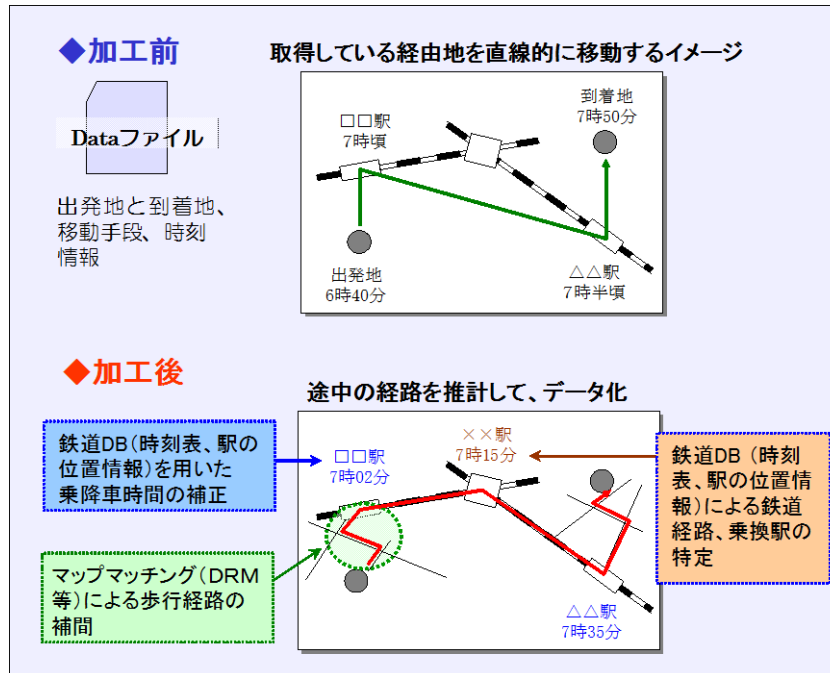 ◆加工前
取得している経由地を直線的に移動するイメージ
Dataファイル
出発地と到着地、
移動手段、時刻
情報
□□駅
7時頃
到着地
7時50分
出発地
6時40分
△△駅
7時半頃
◆加工後
途中の経路を推計して、データ化
鉄道DB(時刻表、駅の
位置情報)を用いた
乗降車時間の補正
□□駅
7時02分
××駅
7時15分
鉄道DB (時刻
表、駅の位置情
報)による鉄道
経路、乗換駅の
特定
マップマッチング(DRM
等)による歩行経路の
補間
△△駅
7時35分